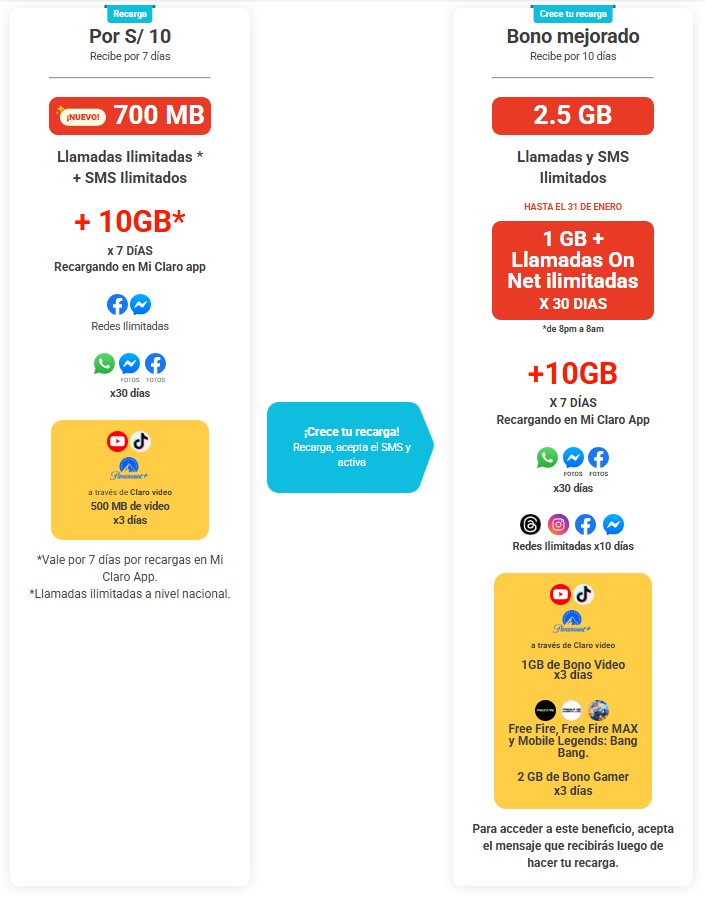 Recarga
Por S/ 10
Recibe por 7 días
¡NUEVO! 700 MB
Llamadas Ilimitadas *
+ SMS Ilimitados
+ 10GB*
x 7 DíAS
Recargando en Mi Claro app
Redes Ilimitadas
FOTOS FOTOS
x30 días
Paramount+
a través de Claro video
500 MB de video
x3 días
*Vale por 7 días por recargas en Mi
Claro App.
*Llamadas ilimitadas a nivel nacional.
¡Crece tu recarga!
Recarga, acepta el SMS y
activa
Crece tu recarga
Bono mejorado
Recibe por 10 días
2.5 GB
Llamadas y SMS
Ilimitados
HASTA EL 31 DE ENERO
1 GB +
Llamadas On
Net ilimitadas
X 30 DIAS
*de 8pm a 8am
+10GB
X 7 DÍAS
Recargando en Mi Claro App
FOTOS FOTOS
x30 días
Redes Ilimitadas x10 días
Paramount+
a través de Claro video
1GB de Bono Video
x3 días
FREE FIRE
Free Fire, Free Fire MAX
y Mobile Legends: Bang
Bang.
2 GB de Bono Gamer
x3 días
Para acceder a este beneficio, acepta
el mensaje que recibirás luego de
hacer tu recarga.